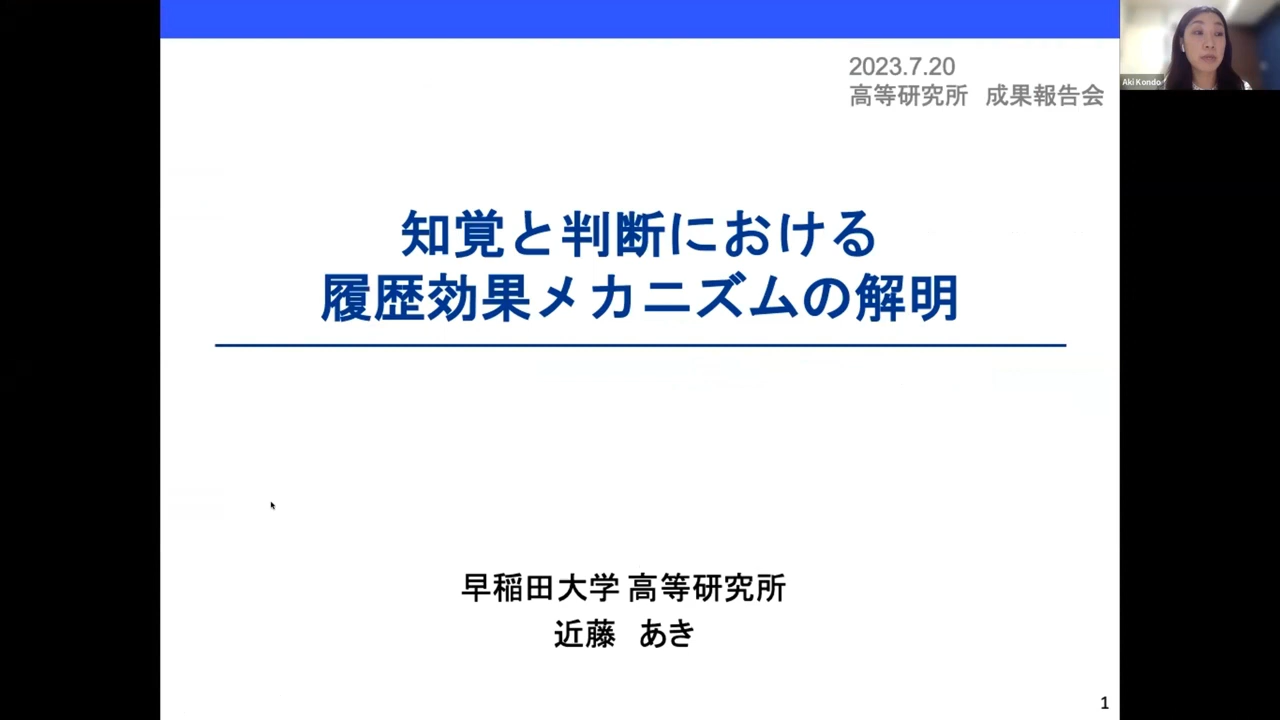 2023.7.20
高等研究所　成果報告会
Aki Kondo
知覚と判断における
履歴効果メカニズムの解明
早稲田大学 高等研究所
近藤　あき
1